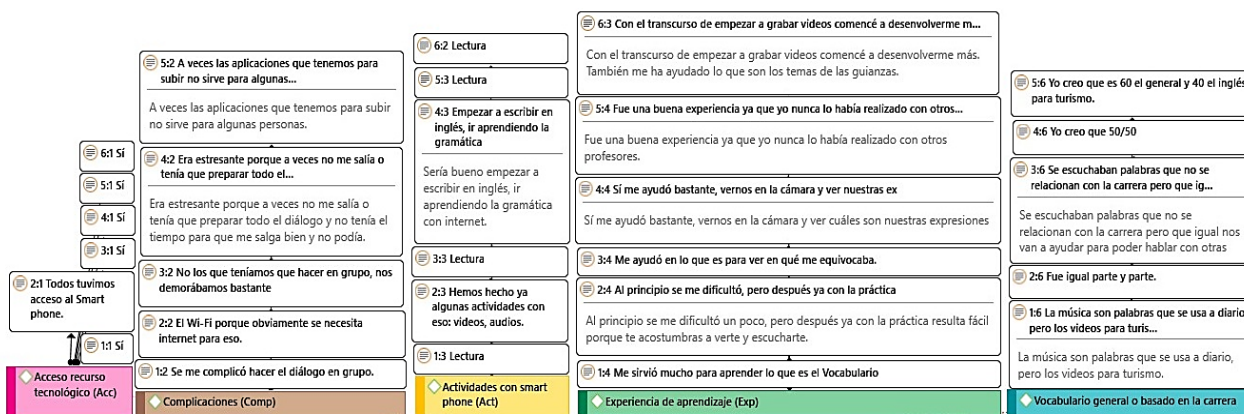 6:1 Sí
5:1 Sí
4:1 Sí
3:1 Sí
2:1 Todos tuvimos
acceso al Smart
phone.
1:1 Sí
Acceso recurso
tecnológico (Acc)
5:2 A veces las aplicaciones que tenemos para
subir no sirve para algunas...
A veces las aplicaciones que tenemos para subir
no sirve para algunas personas.
4:2 Era estresante porque a veces no me salía o
tenía que preparar todo el...
Era estresante porque a veces no me salía o
tenía que preparar todo el diálogo y no tenía el
tiempo para que me salga bien y no podía.
3:2 No los que teníamos que hacer en grupo, nos
demorábamos bastante
2:2 El Wi-Fi porque obviamente se necesita
internet para eso.
1:2 Se me complicó hacer el diálogo en grupo.
Complicaciones (Comp)
6:2 Lectura
5:3 Lectura
4:3 Empezar a escribir en
inglés, ir aprendiendo la
gramática
Sería bueno empezar a
escribir en inglés, ir
aprendiendo la gramática
con internet.
3:3 Lectura
2:3 Hemos hecho ya
algunas actividades con
eso: videos, audios.
1:3 Lectura
Actividades con smart
phone (Act)
6:3 Con el transcurso de empezar a grabar videos comencé a desenvolverme m...
Con el transcurso de empezar a grabar videos comencé a desenvolverme más.
También me ha ayudado lo que son los temas de las guianzas.
5:4 Fue una buena experiencia ya que yo nunca lo había realizado con otros...
Fue una buena experiencia ya que yo nunca lo había realizado con otros
profesores.
4:4 Sí me ayudó bastante, vernos en la cámara y ver nuestras ex
Sí me ayudó bastante, vernos en la cámara y ver cuáles son nuestras expresiones
3:4 Me ayudó en lo que es para ver en qué me equivocaba.
2:4 Al principio se me dificultó, pero después ya con la práctica
Al principio se me dificultó un poco, pero después ya con la práctica resulta fácil
porque te acostumbras a verte y escucharte.
1:4 Me sirvió mucho para aprender lo que es el Vocabulario
Experiencia de aprendizaje (Exp)
5:6 Yo creo que es 60 el general y 40 el inglés
para turismo.
4:6 Yo creo que 50/50
3:6 Se escuchaban palabras que no se
relacionan con la carrera pero que ig...
Se escuchaban palabras que no se
relacionan con la carrera pero que igual nos
van a ayudar para poder hablar con otras
2:6 Fue igual parte y parte.
1:6 La música son palabras que se usa a diario,
pero los videos para turis...
La música son palabras que se usa a diario,
pero los videos para turismo.
Vocabulario general o basado en la carrera